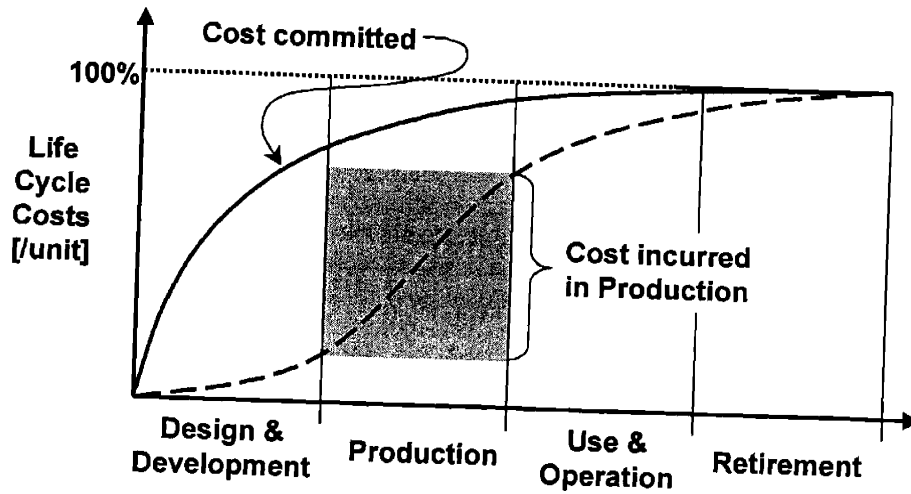 Cost committed
100%
Life
Cycle
Costs
[/unit]
Cost incurred
in Production
Design &
Development
Production
Use &
Operation
Retirement